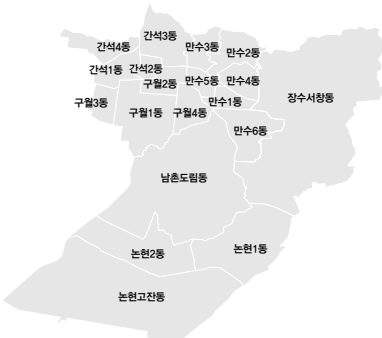 간석3동
간석4동
만수3동
만수2동
간석1동
간석2동
구월2동
만수5동
만수4동
장수서창동
구월3동
구월1동
구월4동
만수1동
만수6동
남촌도림동
논현2동
논현1동
논현고잔동